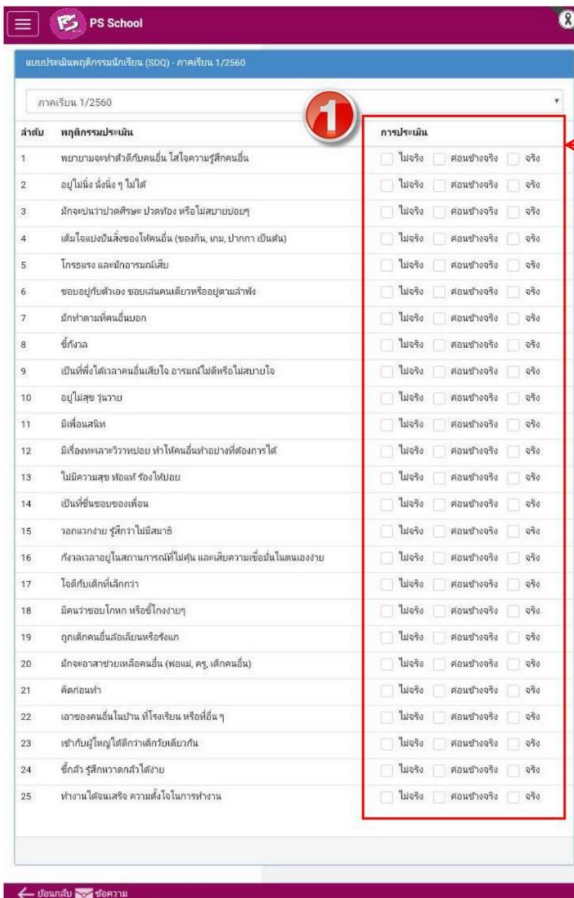 PS School
แบบประเมินพฤติกรรมนักเรียน (SDQ) - ภาคเรียน 1/2560
ภาคเรียน 1/2560
1
ลำดับ พฤติกรรมประเมิน การประเมิน
1 พยายามจะทำตัวดีกับคนอื่น ใส่ใจความรู้สึกคนอื่น ไม่จริง ค่อนข้างจริง จริง
2 อยู่ไม่นิ่ง นั่งนิ่ง ๆ ไม่ได้ ไม่จริง ค่อนข้างจริง จริง
3 มักจะบ่นว่าปวดศีรษะ ปวดท้อง หรือไม่สบายบ่อยๆ ไม่จริง ค่อนข้างจริง จริง
4 เต็มใจแบ่งปันสิ่งของให้คนอื่น (ของกิน, เกม, ปากกา เป็นต้น) ไม่จริง ค่อนข้างจริง จริง
5 โกรธแรง และมักอารมณ์เสีย ไม่จริง ค่อนข้างจริง จริง
6 ชอบอยู่กับตัวเอง ชอบเล่นคนเดียวหรืออยู่ตามลำพัง ไม่จริง ค่อนข้างจริง จริง
7 มักทำตามที่คนอื่นบอก ไม่จริง ค่อนข้างจริง จริง
8 ขี้กังวล ไม่จริง ค่อนข้างจริง จริง
9 เป็นที่พึ่งได้เวลาคนอื่นเสียใจ อารมณ์ไม่ดีหรือไม่สบายใจ ไม่จริง ค่อนข้างจริง จริง
10 อยู่ไม่สุข วุ่นวาย ไม่จริง ค่อนข้างจริง จริง
11 มีเพื่อนสนิท ไม่จริง ค่อนข้างจริง จริง
12 มีเรื่องทะเลาะวิวาทบ่อย ทำให้คนอื่นทำอย่างที่ต้องการได้ ไม่จริง ค่อนข้างจริง จริง
13 ไม่มีความสุข ท้อแท้ ร้องไห้บ่อย ไม่จริง ค่อนข้างจริง จริง
14 เป็นที่ชื่นชอบของเพื่อน ไม่จริง ค่อนข้างจริง จริง
15 วอกแวกง่าย รู้สึกว่าไม่มีสมาธิ ไม่จริง ค่อนข้างจริง จริง
16 กังวลเวลาอยู่ในสถานการณ์ที่ไม่คุ้น และเสียความเชื่อมั่นในตนเองง่าย ไม่จริง ค่อนข้างจริง จริง
17 ใจดีกับเด็กที่เล็กกว่า ไม่จริง ค่อนข้างจริง จริง
18 มีคนว่าชอบโกหก หรือขี้โกงง่ายๆ ไม่จริง ค่อนข้างจริง จริง
19 ถูกเด็กคนอื่นล้อเลียนหรือรังแก ไม่จริง ค่อนข้างจริง จริง
20 มักจะอาสาช่วยเหลือคนอื่น (พ่อแม่, ครู, เด็กคนอื่น) ไม่จริง ค่อนข้างจริง จริง
21 คิดก่อนทำ ไม่จริง ค่อนข้างจริง จริง
22 เอาของคนอื่นในบ้าน ที่โรงเรียน หรือที่อื่น ๆ ไม่จริง ค่อนข้างจริง จริง
23 เข้ากับผู้ใหญ่ได้ดีกว่าเด็กวัยเดียวกัน ไม่จริง ค่อนข้างจริง จริง
24 ขี้กลัว รู้สึกหวาดกลัวได้ง่าย ไม่จริง ค่อนข้างจริง จริง
25 ทำงานได้จนเสร็จ ความตั้งใจในการทำงาน ไม่จริง ค่อนข้างจริง จริง
ย้อนกลับ ข้อความ